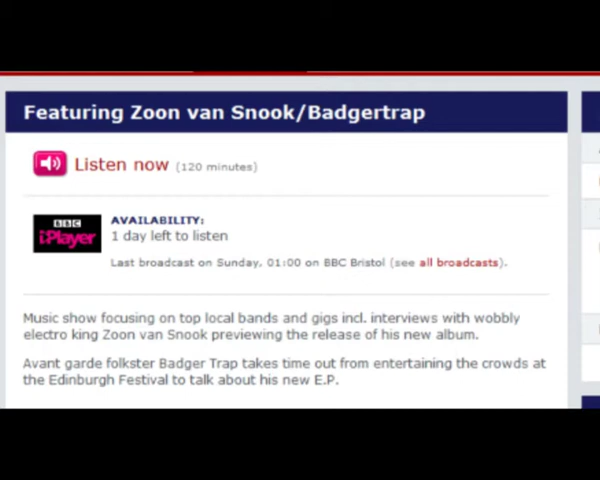 Featuring Zoon van Snook/Badgertrap
Listen now (120 minutes)
BBC
iPlayer
AVAILABILITY:
1 day left to listen
Last broadcast on Sunday, 01:00 on BBC Bristol (see all broadcasts).
Music show focusing on top local bands and gigs incl. interviews with wobbly
electro king Zoon van Snook previewing the release of his new album.
Avant garde folkster Badger Trap takes time out from entertaining the crowds at
the Edinburgh Festival to talk about his new E.P.